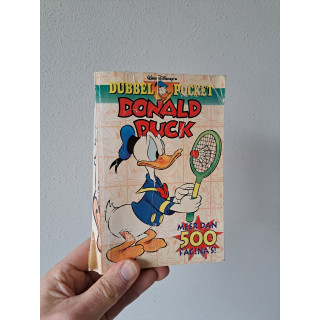 Walt Disney's
DUBBEL POCKET
DONALD
DUCK
MEER DAN
500
PAGINA'S!